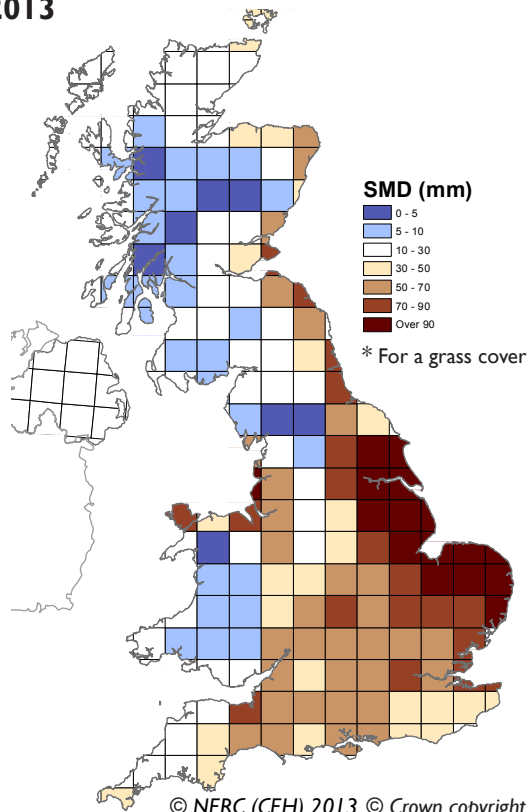 2013
SMD (mm)
0 - 5
5 - 10
10 - 30
30 - 50
50 - 70
70 - 90
Over 90
* For a grass cover
© NERC (CEH) 2013 © Crown copyright